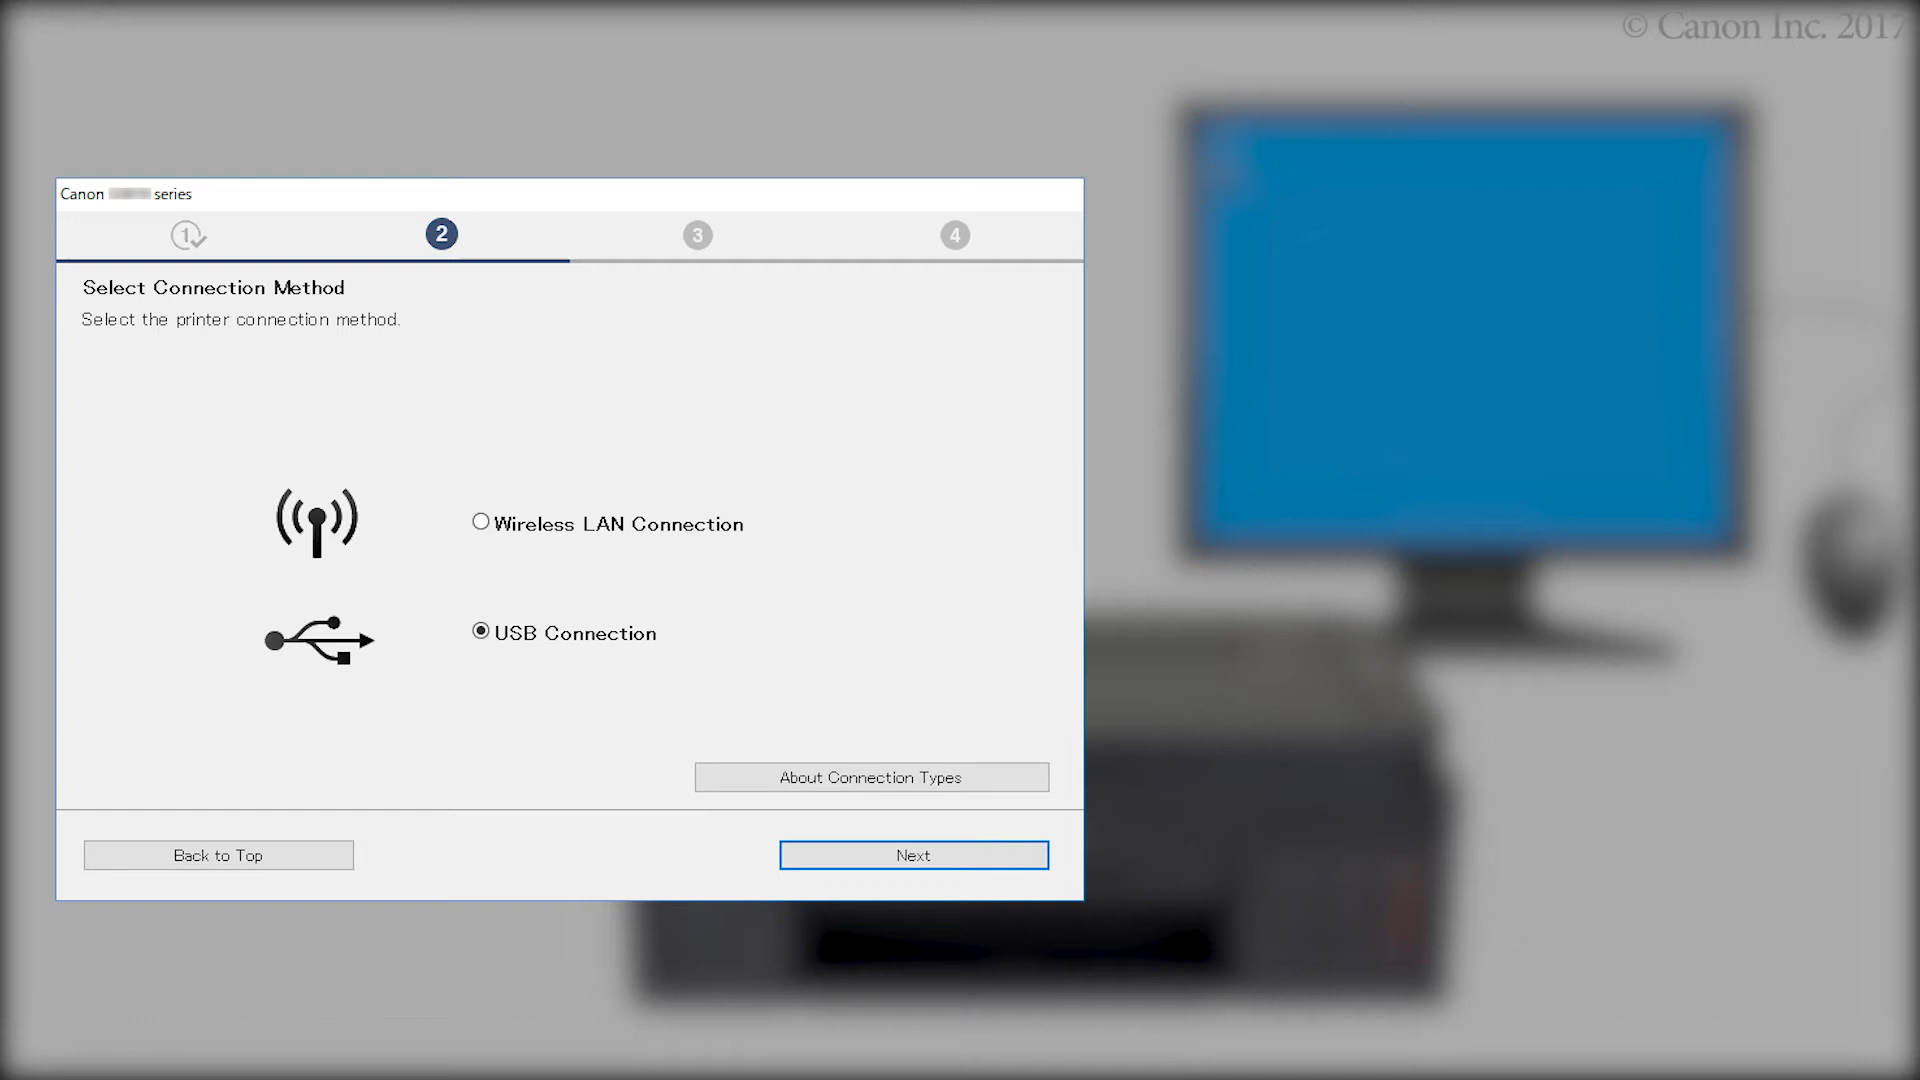 © Canon Inc. 2017
Canon series
1 2 3 4
Select Connection Method
Select the printer connection method.
Wireless LAN Connection
USB Connection
About Connection Types
Back to Top
Next